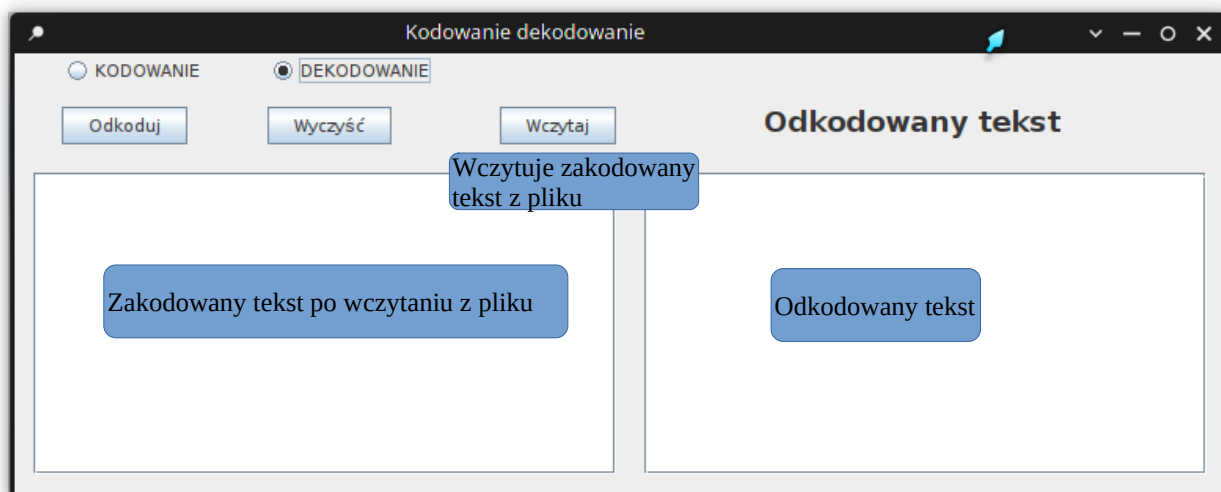 Kodowanie dekodowanie
KODOWANIE DEKODOWANIE
Odkoduj Wyczyść Wczytaj Odkodowany tekst
Wczytuje zakodowany
tekst z pliku
Zakodowany tekst po wczytaniu z pliku
Odkodowany tekst